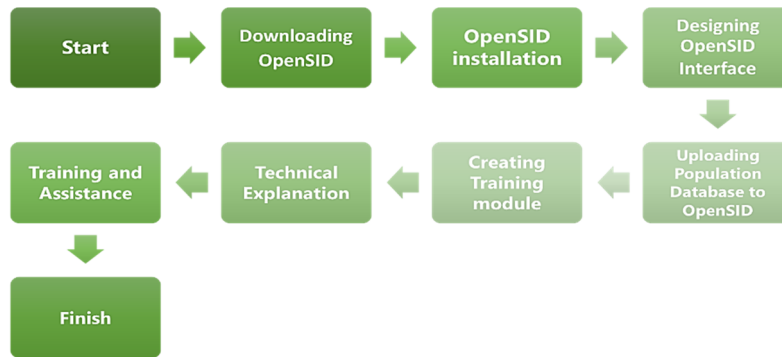 Start
Downloading
OpenSID
OpenSID
installation
Designing
OpenSID
Interface
Uploading
Population
Database to
OpenSID
Creating
Training
module
Technical
Explanation
Training and
Assistance
Finish